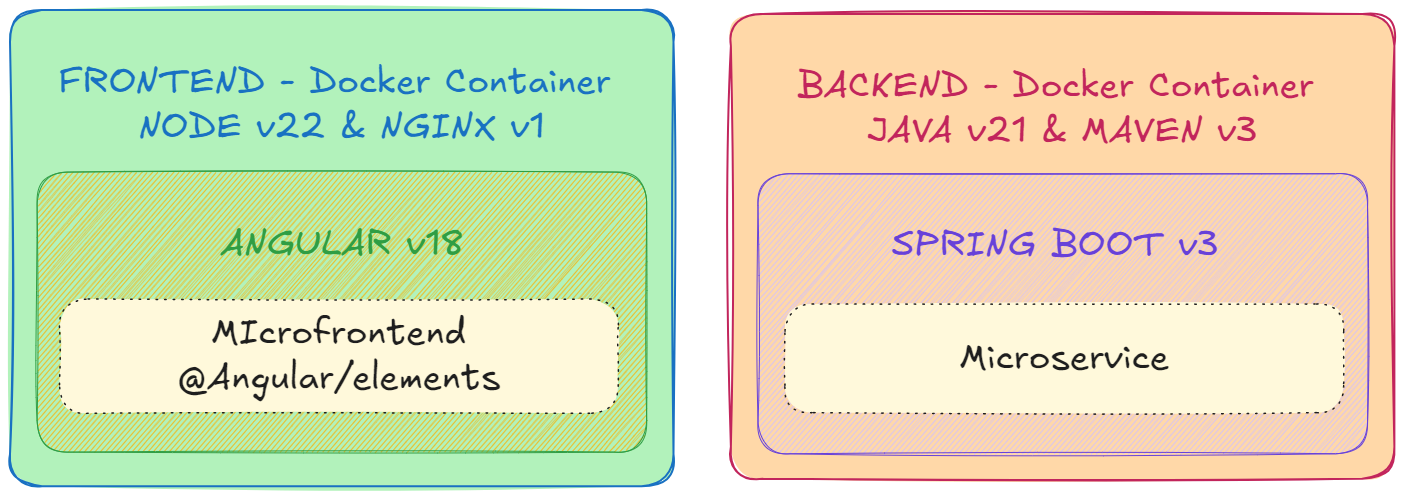 FRONTEND - Docker Container
NODE v22 & NGINX v1
ANGULAR v18
MIcrofrontend
@Angular/elements
BACKEND - Docker Container
JAVA v21 & MAVEN v3
SPRING BOOT v3
Microservice